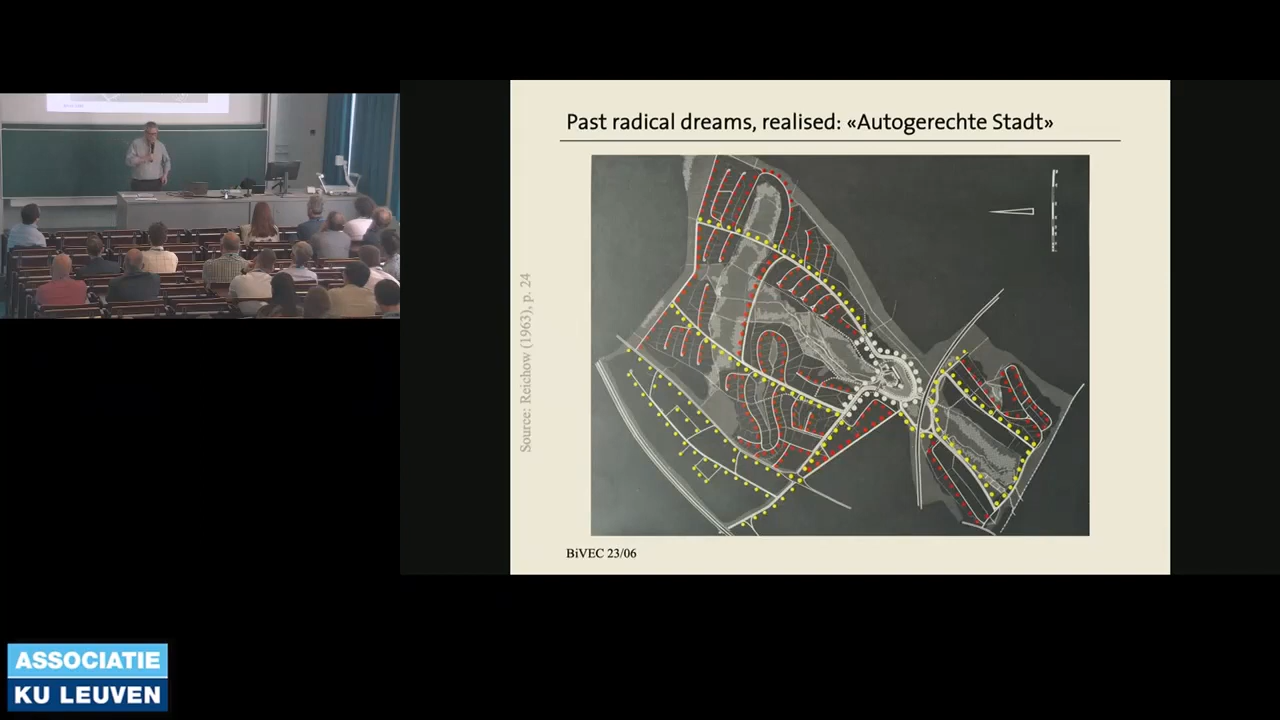 Past radical dreams, realised: «Autogerechte Stadt»
Source: Reichow (1963), p. 24
BiVEC 23/06
ASSOCIATIE
KU LEUVEN